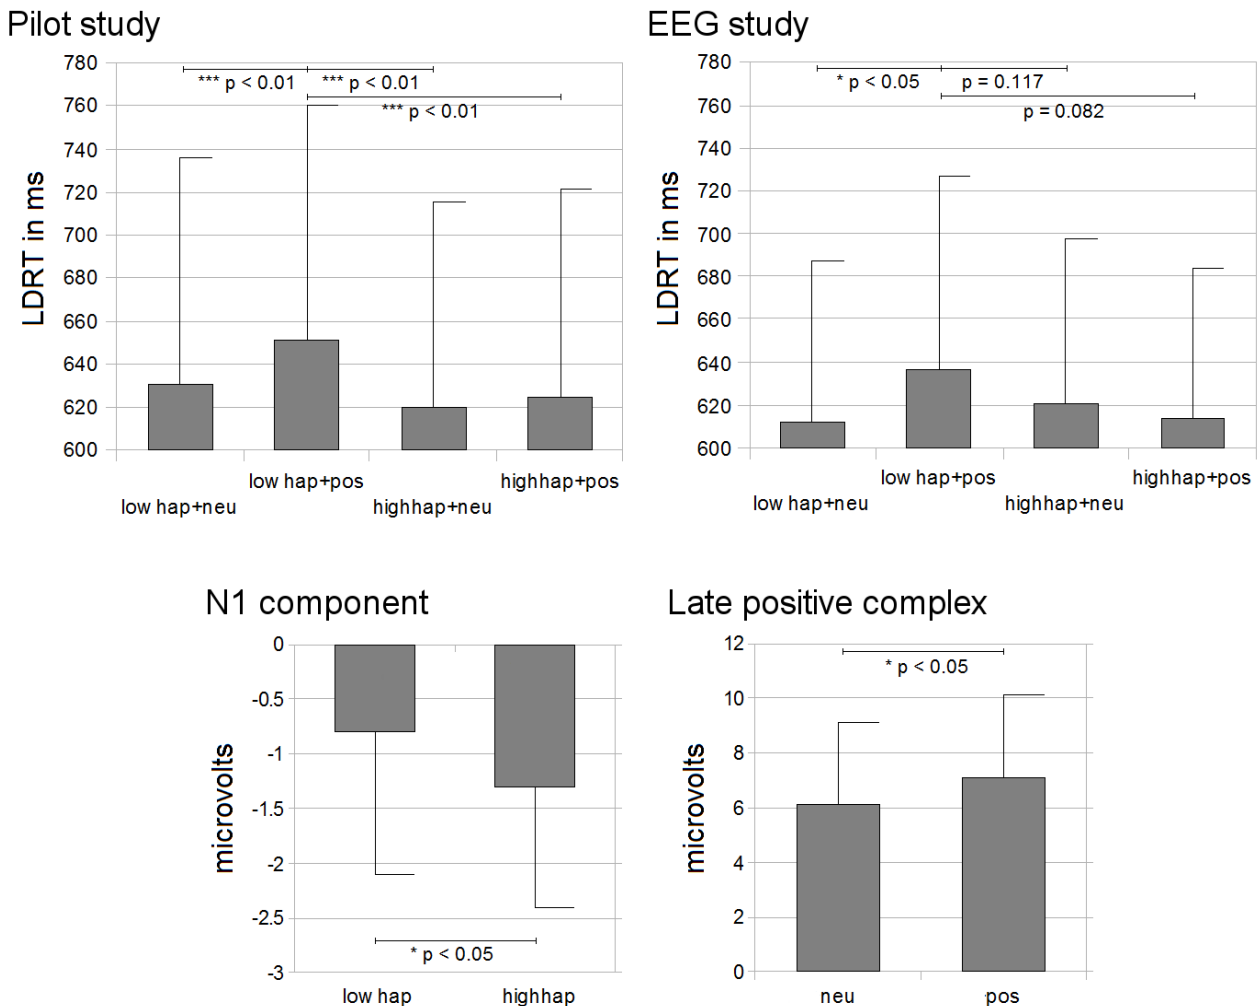 Pilot study
LDRT in ms
780
760
740
720
700
680
660
640
620
600
*** p < 0.01
*** p < 0.01
*** p < 0.01
low hap+neu
low hap+pos
highhap+neu
highhap+pos
EEG study
LDRT in ms
780
760
740
720
700
680
660
640
620
600
* p < 0.05
p = 0.117
p = 0.082
low hap+neu
low hap+pos
highhap+neu
highhap+pos
N1 component
microvolts
0
-0.5
-1
-1.5
-2
-2.5
-3
* p < 0.05
low hap
highhap
Late positive complex
microvolts
12
10
8
6
4
2
0
* p < 0.05
neu
pos